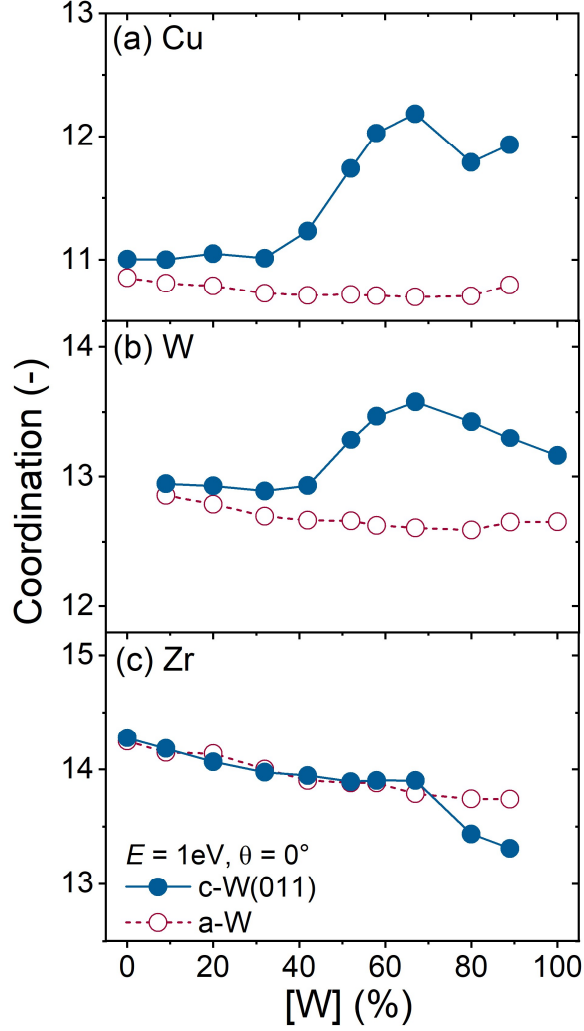 13
(a) Cu
12
11
(b) W
14
13
12
Coordination (-)
(c) Zr
15
14
13
E = 1eV, θ = 0°
c-W(011)
a-W
0 20 40 60 80 100
[W] (%)